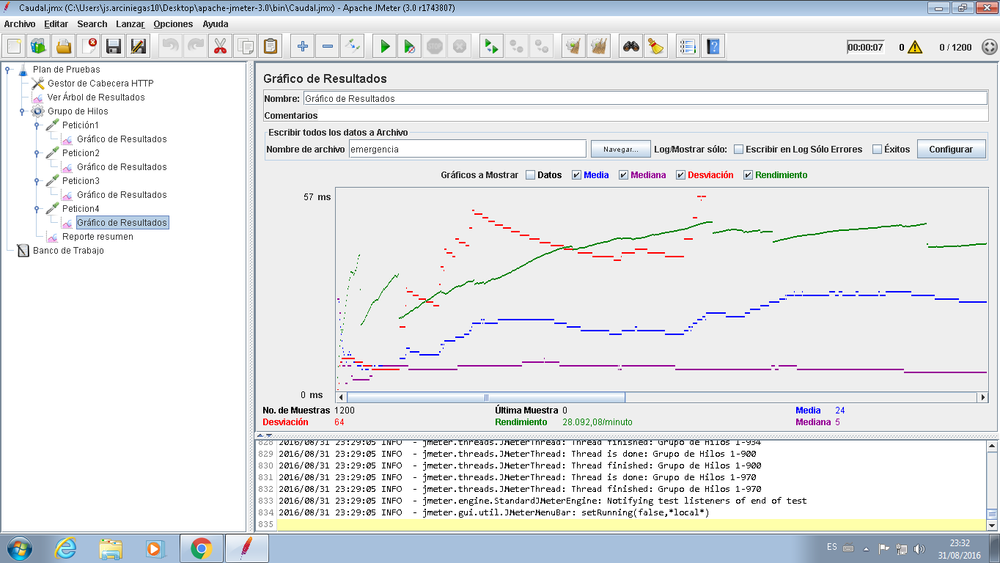 Caudal.jmx (C:\Users\js.arciniegas10\Desktop\apache-jmeter-3.0\bin\Caudal.jmx) - Apache JMeter (3.0 r1743807)
Archivo Editar Search Lanzar Opciones Ayuda
00:00:07 0 0 / 1200
Plan de Pruebas
Gestor de Cabecera HTTP
Ver Árbol de Resultados
Grupo de Hilos
Petición1
Gráfico de Resultados
Peticion2
Gráfico de Resultados
Peticion3
Gráfico de Resultados
Peticion4
Gráfico de Resultados
Reporte resumen
Banco de Trabajo
Gráfico de Resultados
Nombre: Gráfico de Resultados
Comentarios
Escribir todos los datos a Archivo
Nombre de archivo emergencia Navegar... Log/Mostrar sólo: Escribir en Log Sólo Errores Éxitos Configurar
Gráficos a Mostrar Datos Media Mediana Desviación Rendimiento
57 ms
0 ms
No. de Muestras 1200 Última Muestra 0 Media 24
Desviación 64 Rendimiento 28.092,08/minuto Mediana 5
828 2016/08/31 23:29:05 INFO - jmeter.threads.JMeterThread: Thread finished: Grupo de Hilos 1-934
829 2016/08/31 23:29:05 INFO - jmeter.threads.JMeterThread: Thread is done: Grupo de Hilos 1-900
830 2016/08/31 23:29:05 INFO - jmeter.threads.JMeterThread: Thread finished: Grupo de Hilos 1-900
831 2016/08/31 23:29:05 INFO - jmeter.threads.JMeterThread: Thread is done: Grupo de Hilos 1-970
832 2016/08/31 23:29:05 INFO - jmeter.threads.JMeterThread: Thread finished: Grupo de Hilos 1-970
833 2016/08/31 23:29:05 INFO - jmeter.engine.StandardJMeterEngine: Notifying test listeners of end of test
834 2016/08/31 23:29:05 INFO - jmeter.gui.util.JMeterMenuBar: setRunning(false,*local*)
835
ES 23:32
31/08/2016